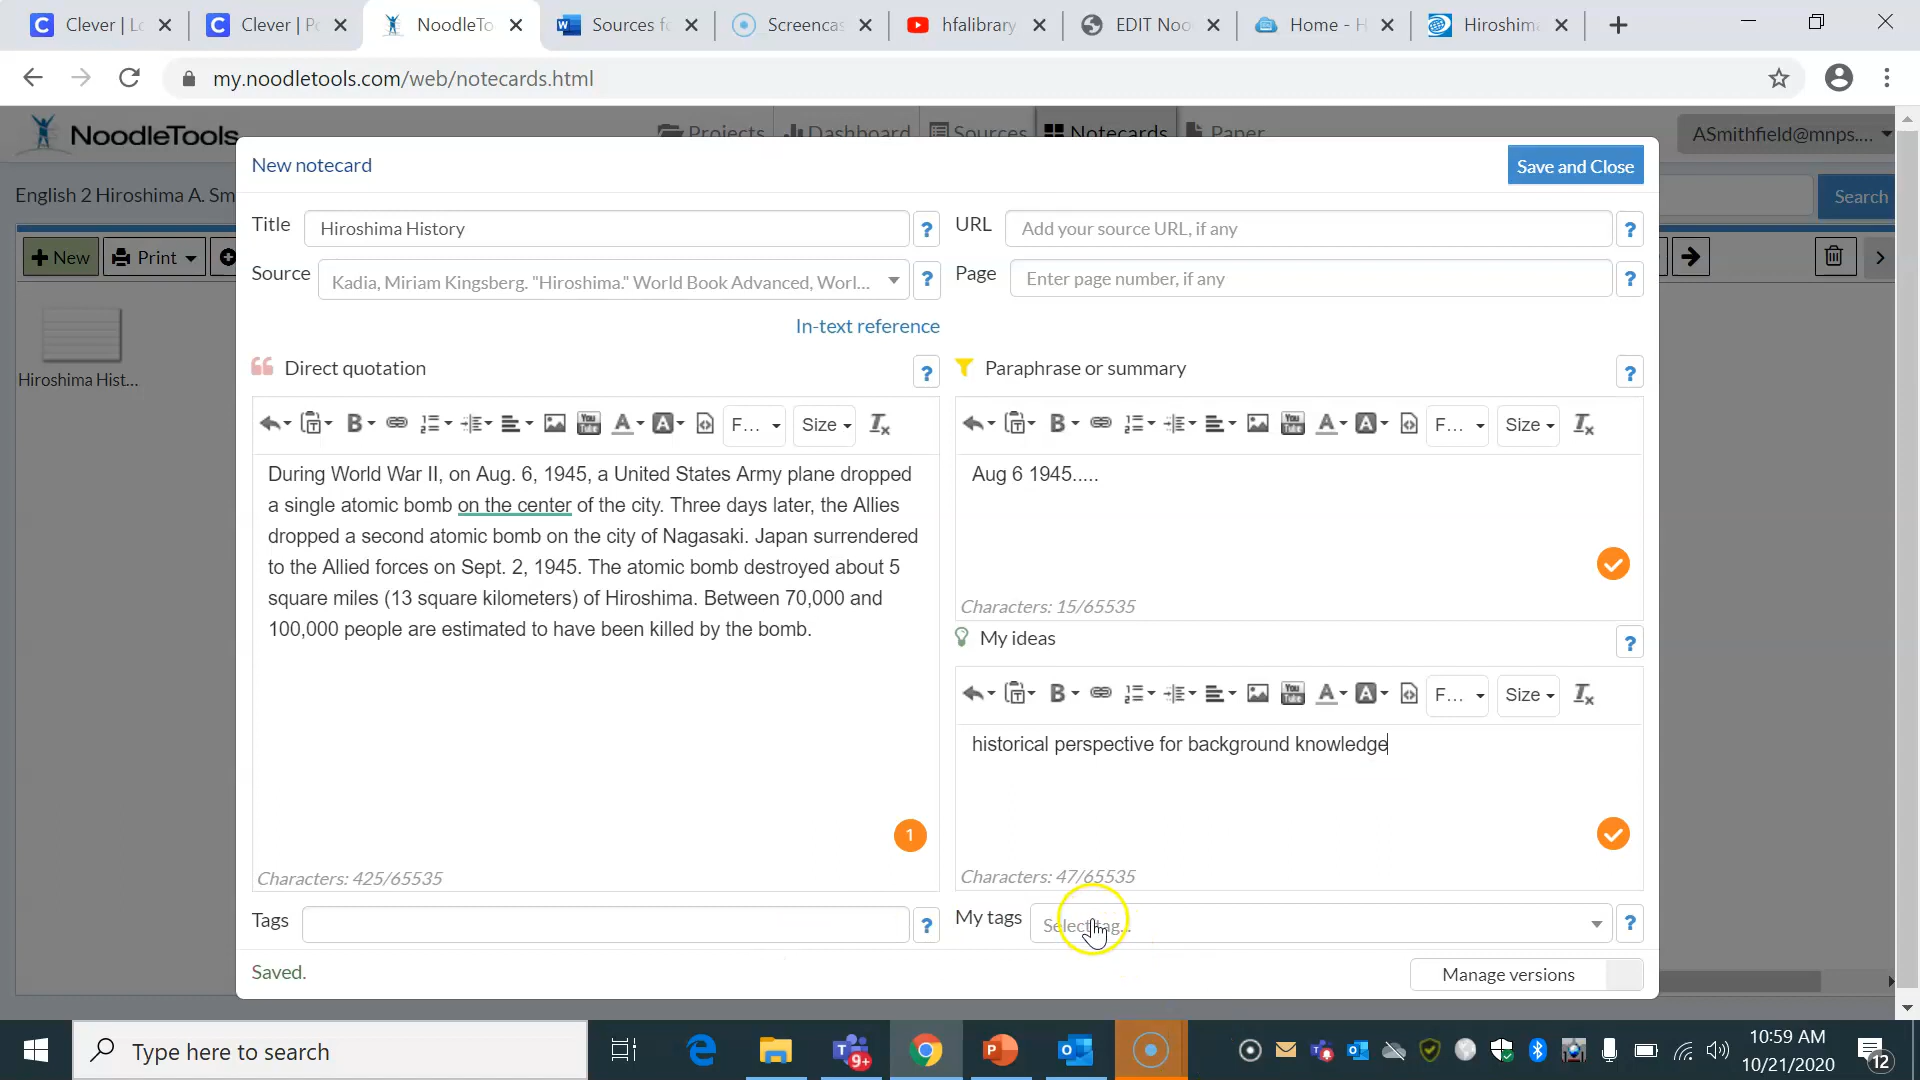 Clever | L
Clever | P
NoodleTo
Sources f
Screencas
hfalibrary
EDIT Noo
Home - H
Hiroshima
my.noodletools.com/web/notecards.html
NoodleTools
Projects
Dashboard
Sources
Notecards
Paper
ASmithfield@mnps....
English 2 Hiroshima A. Sm
Search
New
Print
Hiroshima Hist...
New notecard
Save and Close
Title
Hiroshima History
?
URL
Add your source URL, if any
?
Source
Kadia, Miriam Kingsberg. "Hiroshima." World Book Advanced, Worl...
?
Page
Enter page number, if any
?
In-text reference
Direct quotation
?
Paraphrase or summary
?
F...
Size
F...
Size
During World War II, on Aug. 6, 1945, a United States Army plane dropped
a single atomic bomb on the center of the city. Three days later, the Allies
dropped a second atomic bomb on the city of Nagasaki. Japan surrendered
to the Allied forces on Sept. 2, 1945. The atomic bomb destroyed about 5
square miles (13 square kilometers) of Hiroshima. Between 70,000 and
100,000 people are estimated to have been killed by the bomb.
1
Characters: 425/65535
Aug 6 1945.....
Characters: 15/65535
My ideas
?
F...
Size
historical perspective for background knowledge
Characters: 47/65535
Tags
?
My tags
Select tag...
?
Saved.
Manage versions
Type here to search
9+
10:59 AM
10/21/2020
12